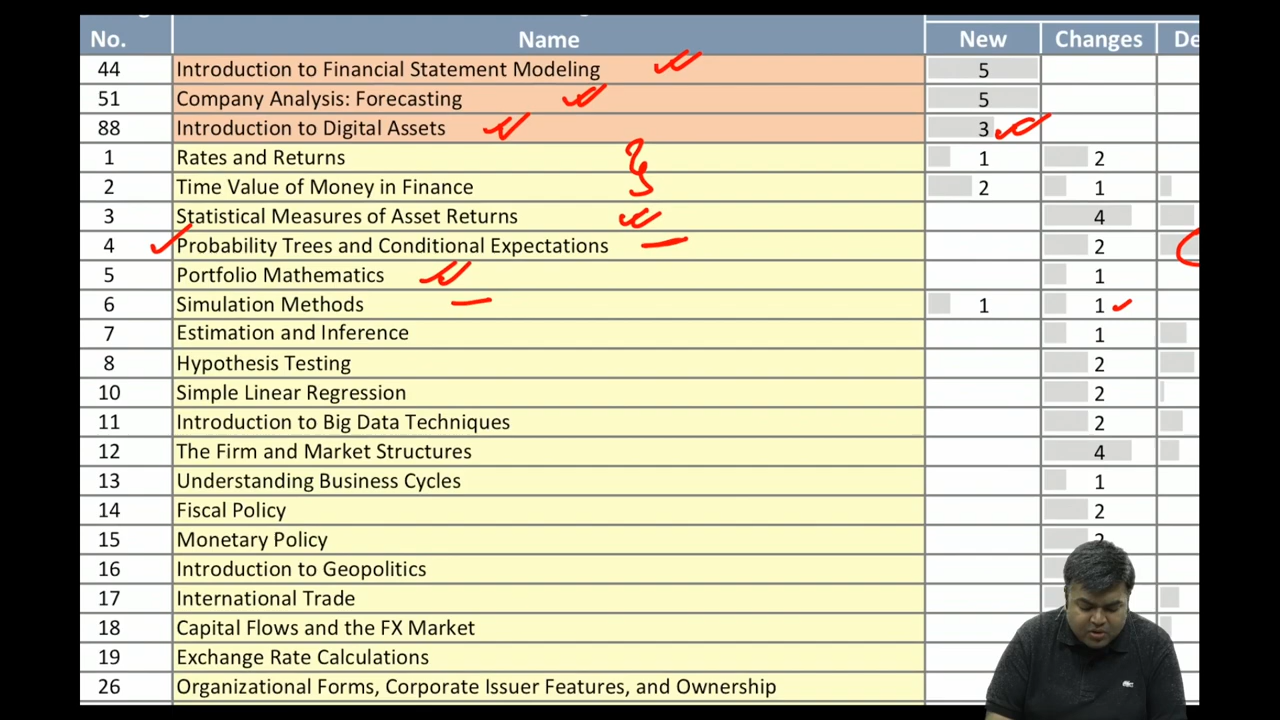 No. Name New Changes De
44 Introduction to Financial Statement Modeling 5
51 Company Analysis: Forecasting 5
88 Introduction to Digital Assets 3
1 Rates and Returns 1 2
2 Time Value of Money in Finance 2 1
3 Statistical Measures of Asset Returns 4
4 Probability Trees and Conditional Expectations 2
5 Portfolio Mathematics 1
6 Simulation Methods 1 1
7 Estimation and Inference 1
8 Hypothesis Testing 2
10 Simple Linear Regression 2
11 Introduction to Big Data Techniques 2
12 The Firm and Market Structures 4
13 Understanding Business Cycles 1
14 Fiscal Policy 2
15 Monetary Policy 2
16 Introduction to Geopolitics
17 International Trade
18 Capital Flows and the FX Market
19 Exchange Rate Calculations
26 Organizational Forms, Corporate Issuer Features, and Ownership